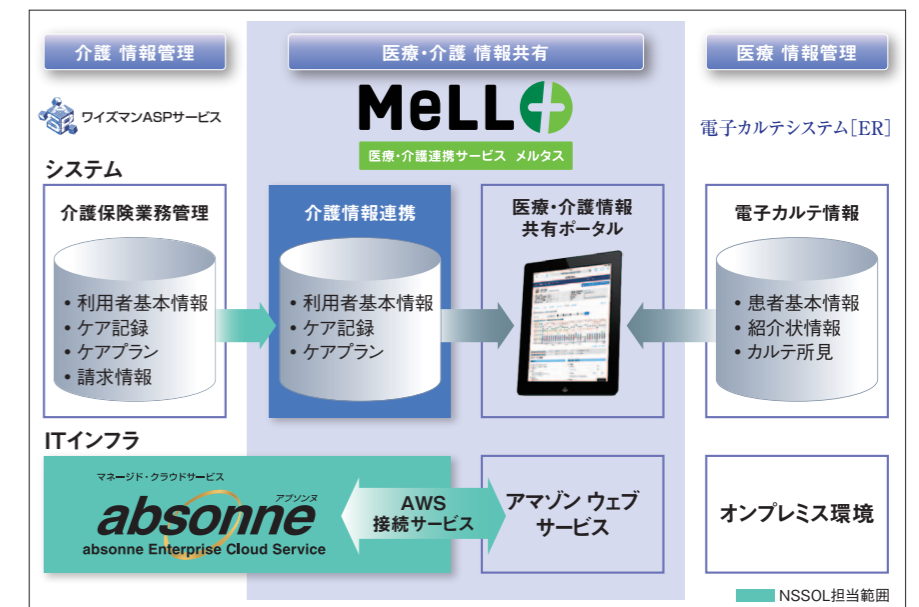 介護 情報管理
医療・介護 情報共有
医療 情報管理
ワイズマンASPサービス
MeLL+
医療・介護連携サービス メルタス
電子カルテシステム[ER]
システム
介護保険業務管理
・利用者基本情報
・ケア記録
・ケアプラン
・請求情報
介護情報連携
・利用者基本情報
・ケア記録
・ケアプラン
医療・介護情報
共有ポータル
電子カルテ情報
・患者基本情報
・紹介状情報
・カルテ所見
ITインフラ
マネージド・クラウドサービス
アブソンヌ
absonne
absonne Enterprise Cloud Service
AWS
接続サービス
アマゾン ウェブ
サービス
オンプレミス環境
NSSOL担当範囲